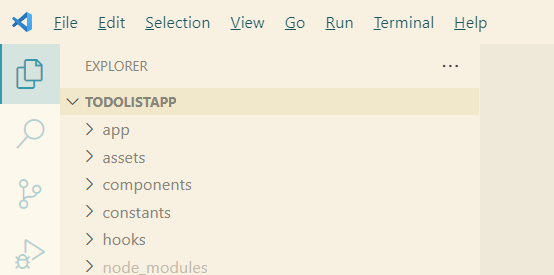 File Edit Selection View Go Run Terminal Help
EXPLORER ...
TODOLISTAPP
app
assets
components
constants
hooks
node_modules